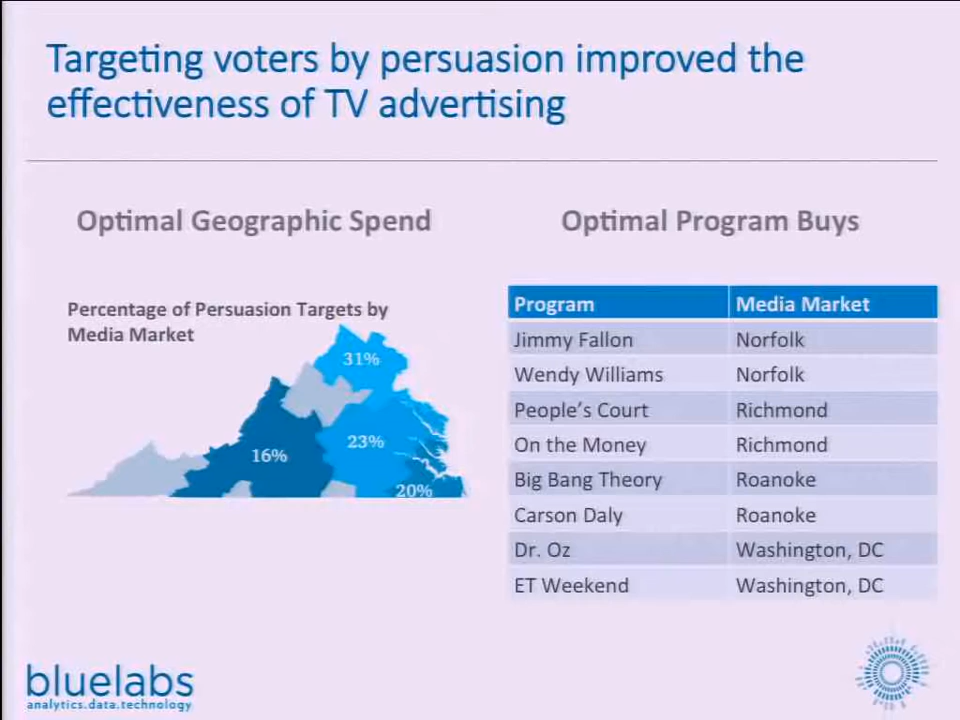 Targeting voters by persuasion improved the
effectiveness of TV advertising
Optimal Geographic Spend
Optimal Program Buys
Percentage of Persuasion Targets by
Media Market
31%
23%
16%
20%
Program Media Market
Jimmy Fallon Norfolk
Wendy Williams Norfolk
People's Court Richmond
On the Money Richmond
Big Bang Theory Roanoke
Carson Daly Roanoke
Dr. Oz Washington, DC
ET Weekend Washington, DC
bluelabs
analytics.data.technology